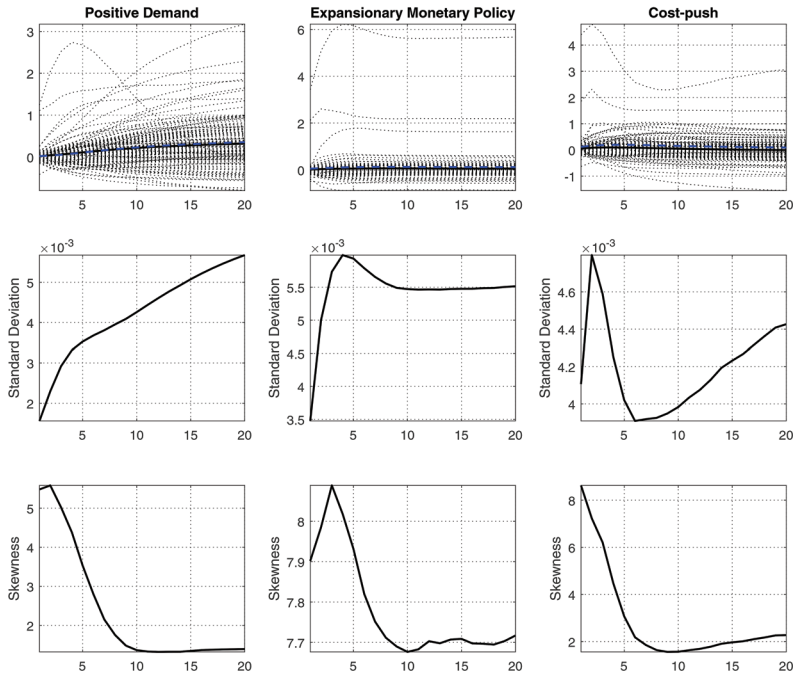 Positive Demand
Expansionary Monetary Policy
Cost-push
3
2
1
0
5 10 15 20
6
4
2
0
5 10 15 20
4
3
2
1
0
-1
5 10 15 20
×10⁻³
Standard Deviation
5
4
3
2
5 10 15 20
×10⁻³
Standard Deviation
5.5
5
4.5
4
3.5
5 10 15 20
×10⁻³
Standard Deviation
4.6
4.4
4.2
4
5 10 15 20
Skewness
5
4
3
2
5 10 15 20
Skewness
8
7.9
7.8
7.7
5 10 15 20
Skewness
8
6
4
2
5 10 15 20